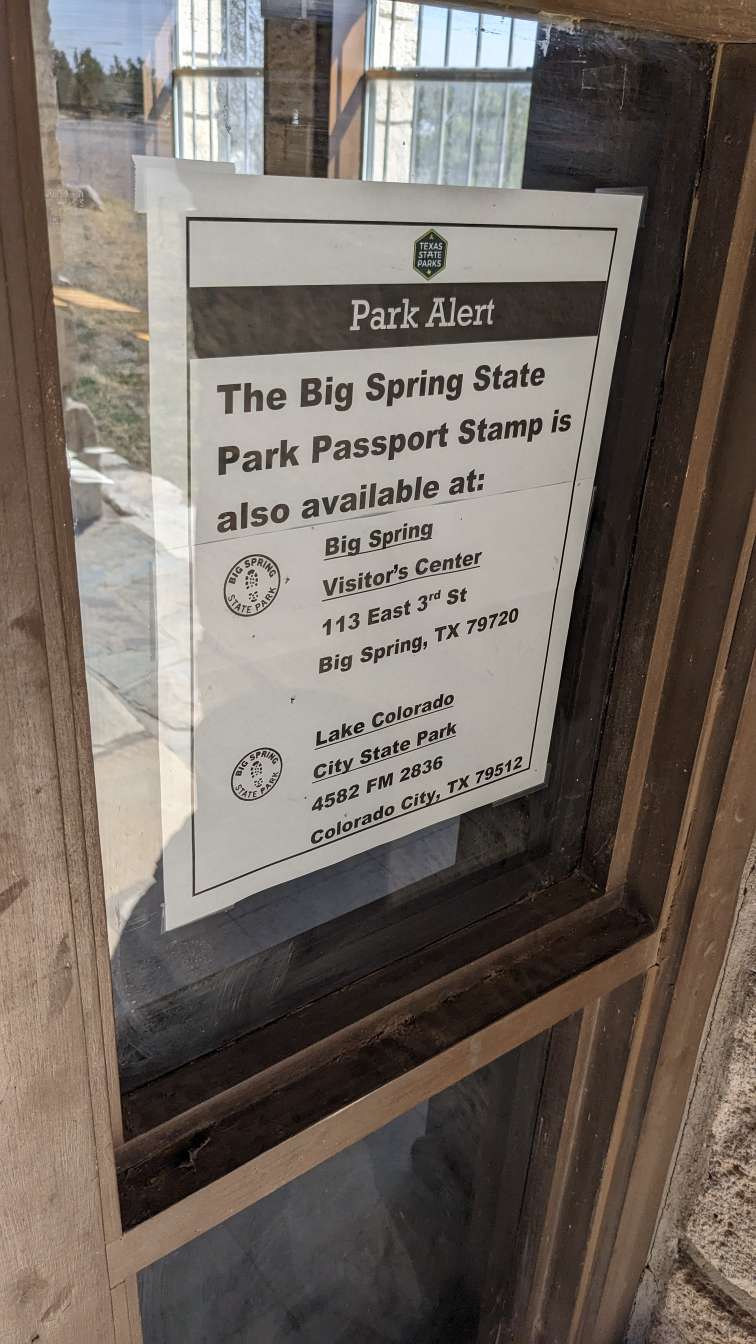 TEXAS
STATE
PARKS
Park Alert
The Big Spring State
Park Passport Stamp is
also available at:
BIG SPRING
STATE PARK
Big Spring
Visitor's Center
113 East 3rd St
Big Spring, TX 79720
BIG SPRING
STATE PARK
Lake Colorado
City State Park
4582 FM 2836
Colorado City, TX 79512